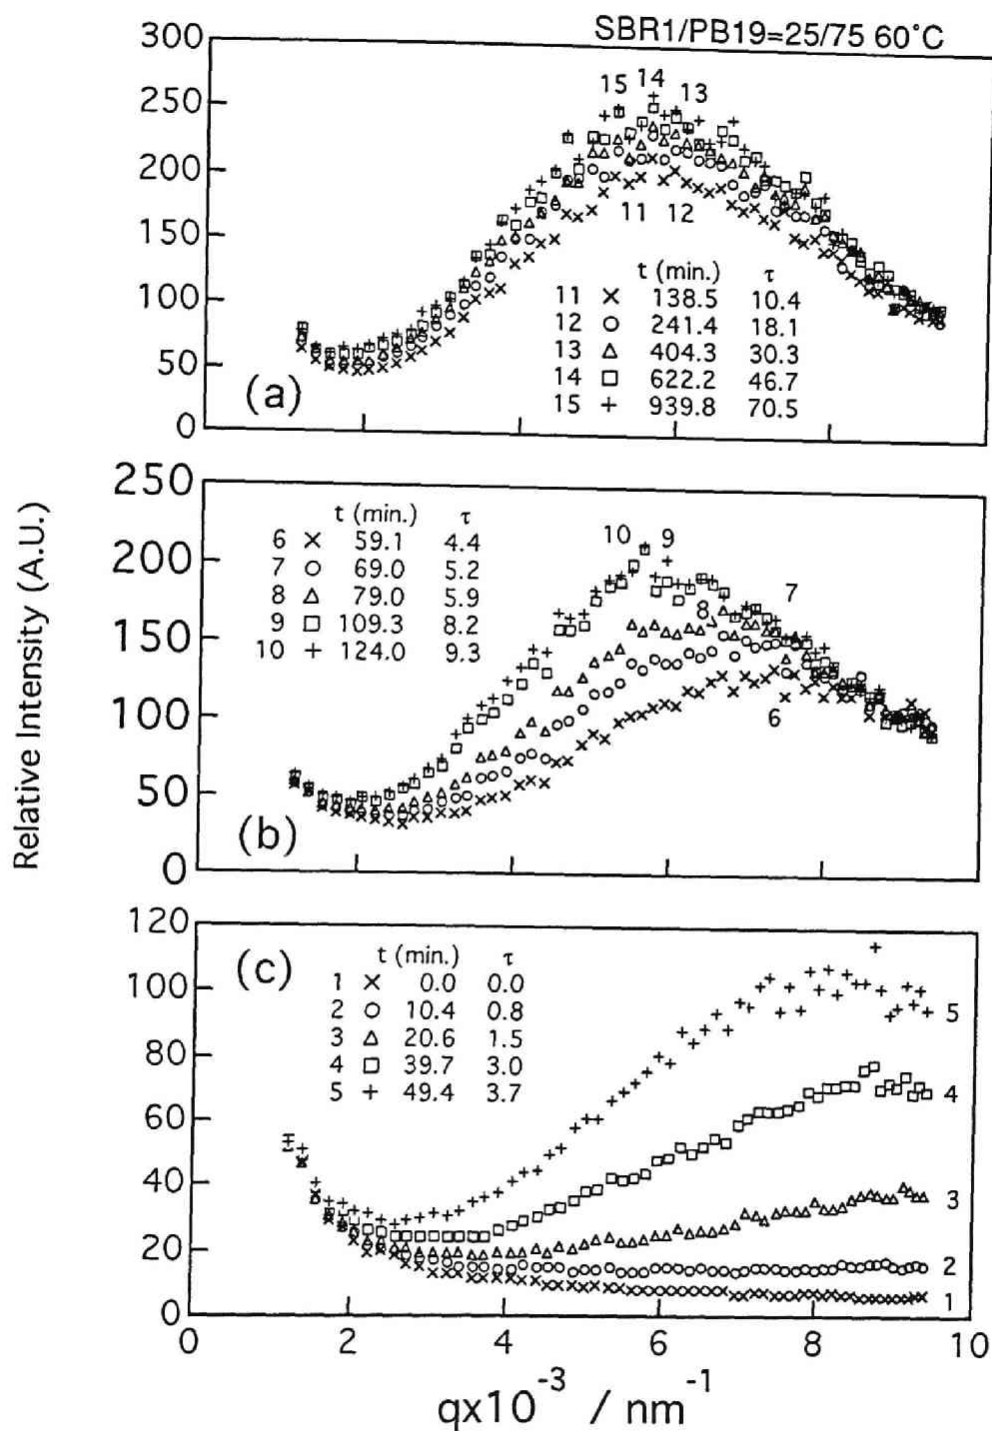 SBR1/PB19=25/75 60°C
Relative Intensity (A.U.)
300
250
200
150
100
50
0
15 14 13
11 12
t (min.) τ
11 × 138.5 10.4
12 ○ 241.4 18.1
13 △ 404.3 30.3
14 □ 622.2 46.7
15 + 939.8 70.5
(a)
250
200
150
100
50
0
t (min.) τ
6 × 59.1 4.4
7 ○ 69.0 5.2
8 △ 79.0 5.9
9 □ 109.3 8.2
10 + 124.0 9.3
10 9
8 7
6
(b)
120
100
80
60
40
20
0
(c)
t (min.) τ
1 × 0.0 0.0
2 ○ 10.4 0.8
3 △ 20.6 1.5
4 □ 39.7 3.0
5 + 49.4 3.7
5
4
3
2
1
0 2 4 6 8 10
qx10⁻³ / nm⁻¹